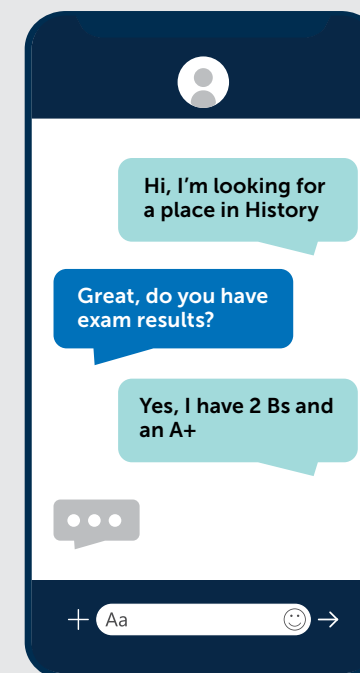 Hi, I'm looking for
a place in History
Great, do you have
exam results?
Yes, I have 2 Bs and
an A+
Aa